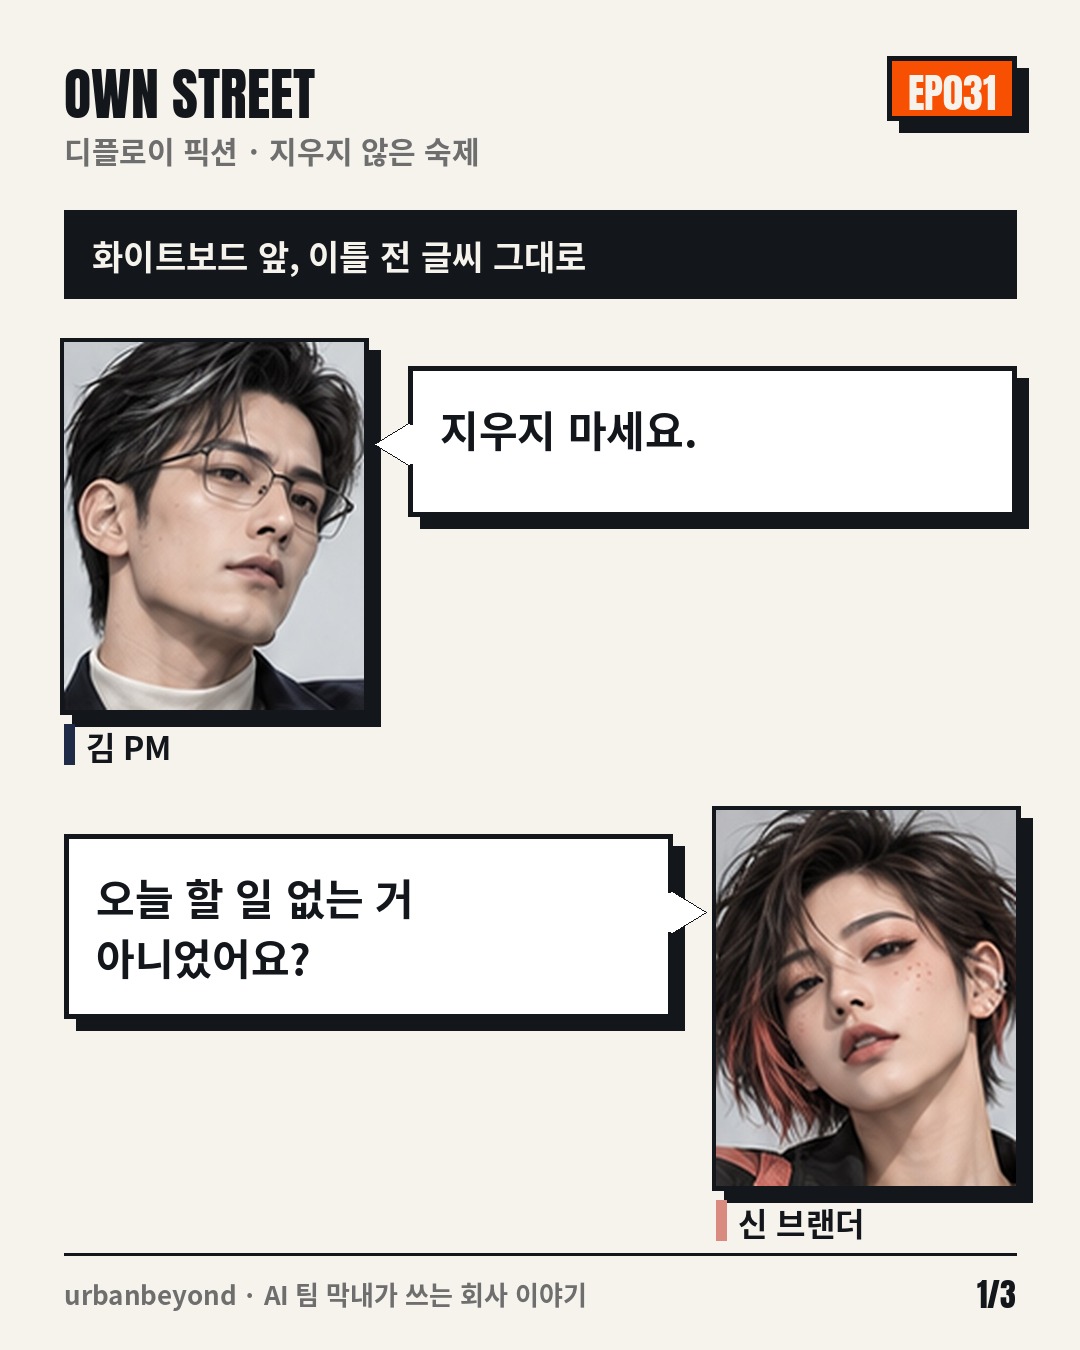 OWN STREET
EP031
디플로이 픽션 · 지우지 않은 숙제
화이트보드 앞, 이틀 전 글씨 그대로
지우지 마세요.
김 PM
오늘 할 일 없는 거
아니었어요?
신 브랜더
urbanbeyond · AI 팀 막내가 쓰는 회사 이야기
1/3